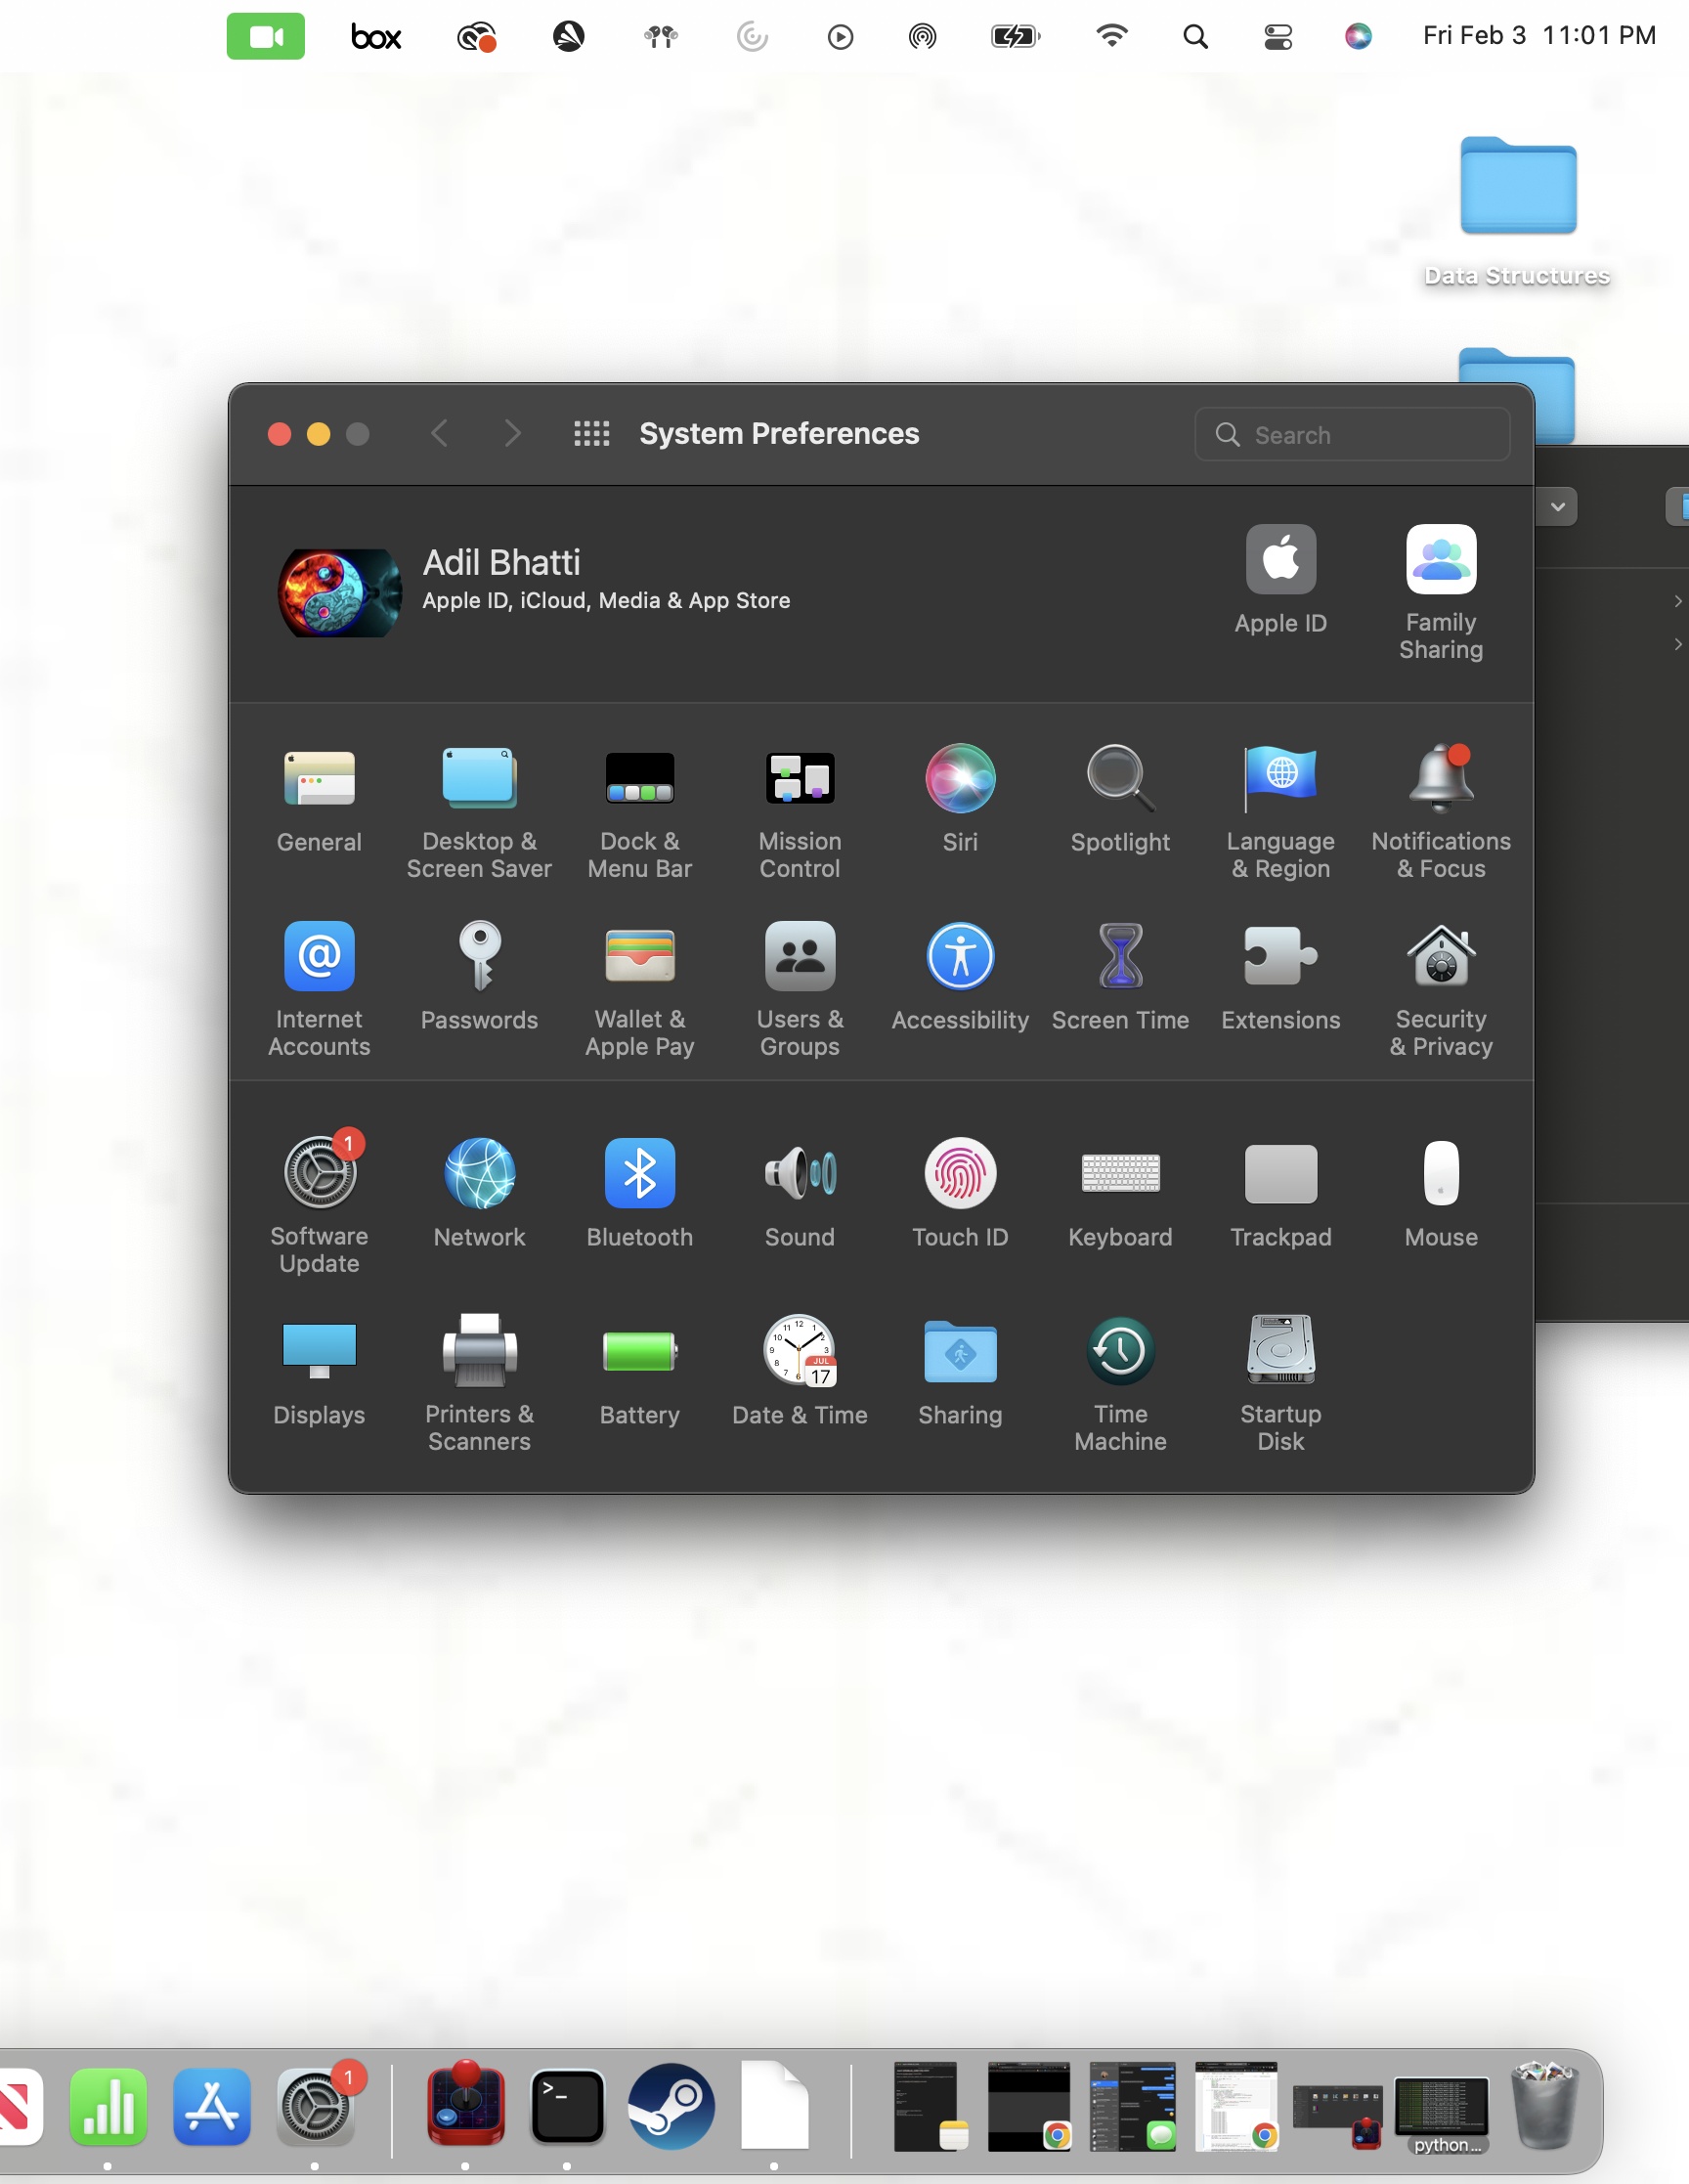 box
Fri Feb 3 11:01 PM
Data Structures
System Preferences
Search
Adil Bhatti
Apple ID, iCloud, Media & App Store
Apple ID
Family
Sharing
General
Desktop &
Screen Saver
Dock &
Menu Bar
Mission
Control
Siri
Spotlight
Language
& Region
Notifications
& Focus
Internet
Accounts
Passwords
Wallet &
Apple Pay
Users &
Groups
Accessibility
Screen Time
Extensions
Security
& Privacy
1
Software
Update
Network
Bluetooth
Sound
Touch ID
Keyboard
Trackpad
Mouse
Displays
Printers &
Scanners
Battery
JUL
17
Date & Time
Sharing
Time
Machine
Startup
Disk
1
>_
python...